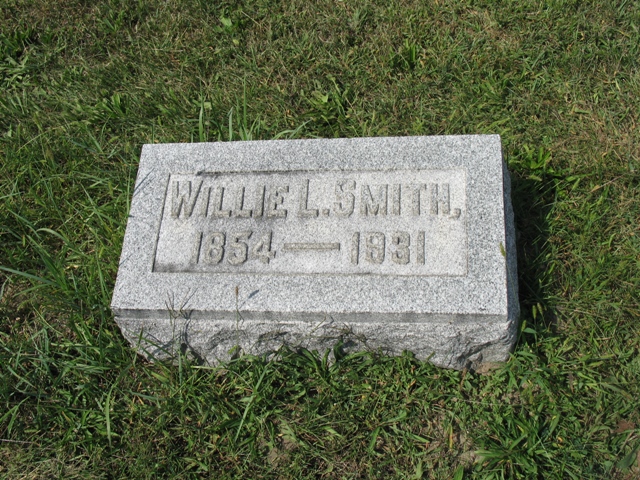 WILLIE L. SMITH,
1854 — 1931